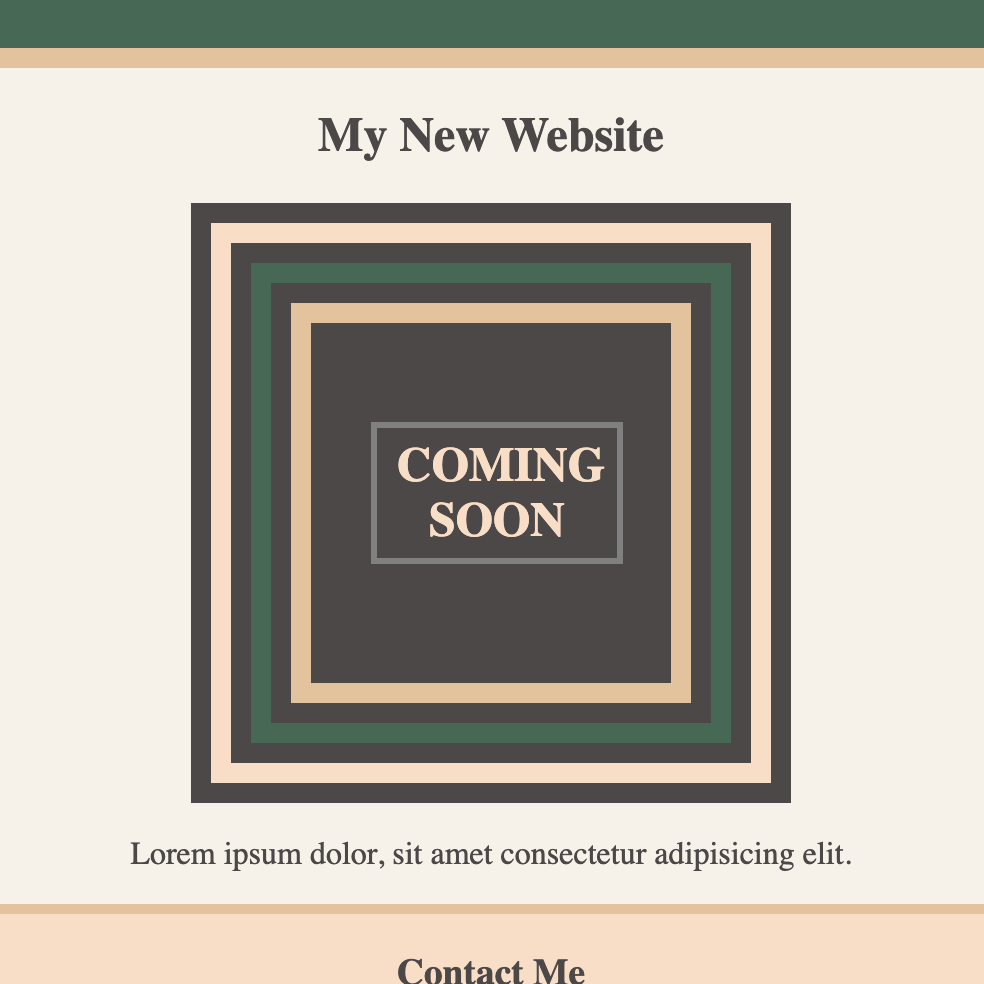 My New Website
COMING
SOON
Lorem ipsum dolor, sit amet consectetur adipisicing elit.
Contact Me